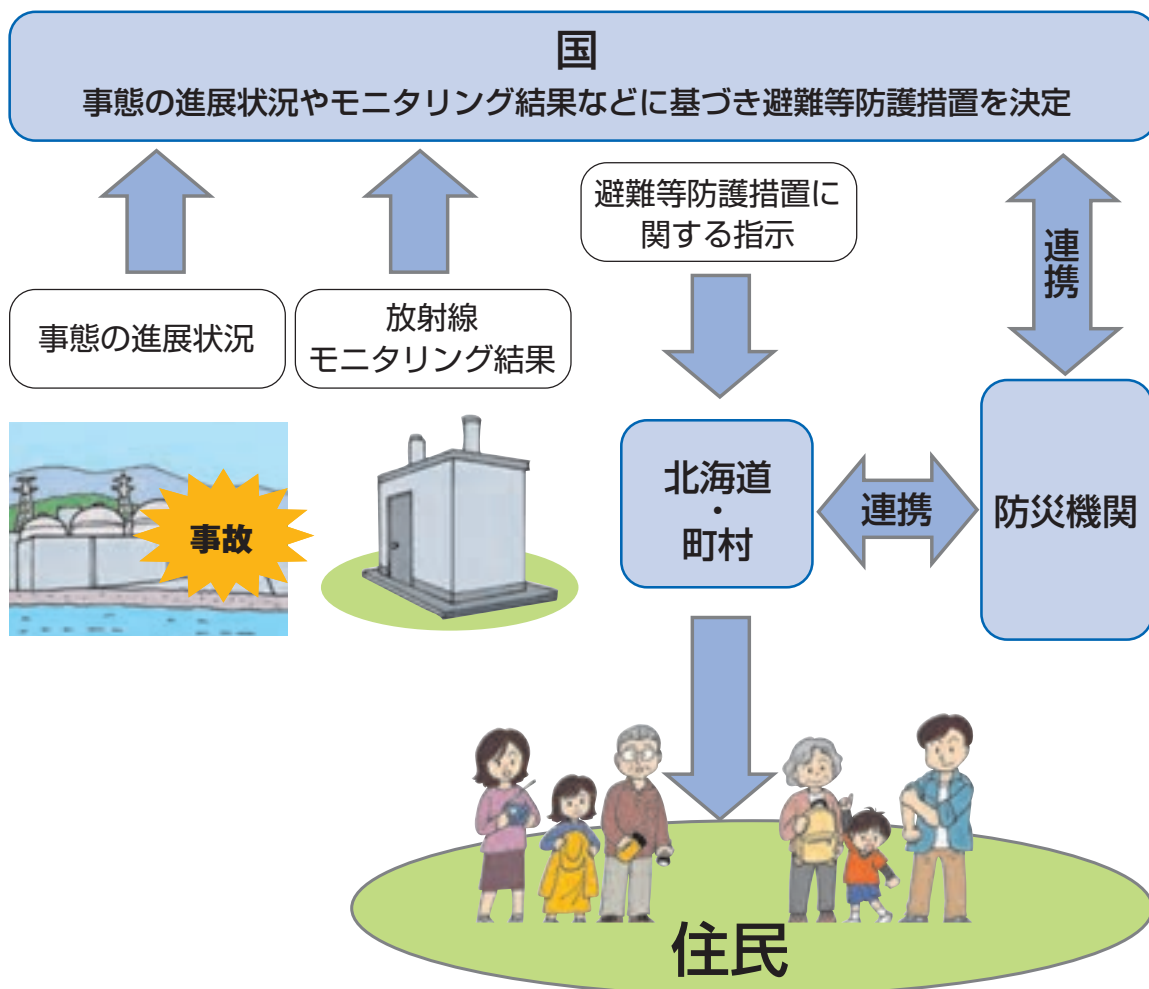 国
事態の進展状況やモニタリング結果などに基づき避難等防護措置を決定
避難等防護措置に
関する指示
連携
事態の進展状況
放射線
モニタリング結果
事故
北海道
・
町村
連携
防災機関
住民